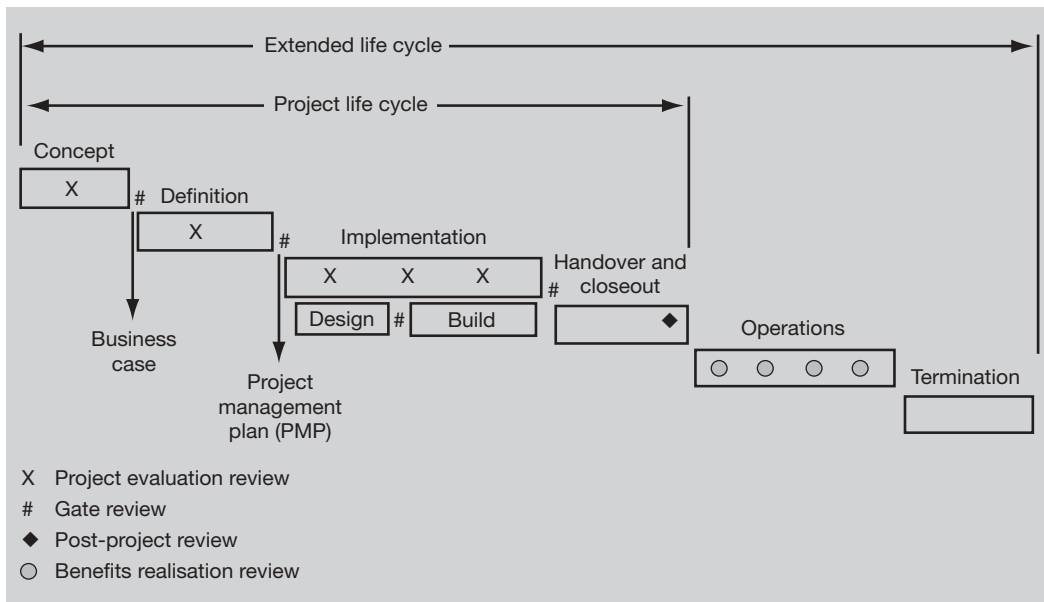 Extended life cycle
Project life cycle
Concept
X
#
Definition
X
#
Implementation
X X X
Design
#
Build
#
Handover and
closeout
◆
Operations
Termination
Business
case
Project
management
plan (PMP)
X Project evaluation review
# Gate review
◆ Post-project review
○ Benefits realisation review